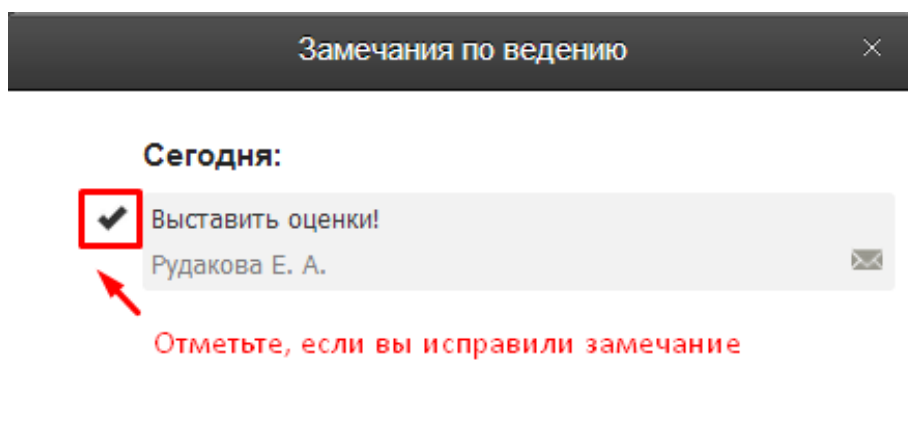 Замечания по ведению
Сегодня:
Выставить оценки!
Рудакова Е. А.
Отметьте, если вы исправили замечание